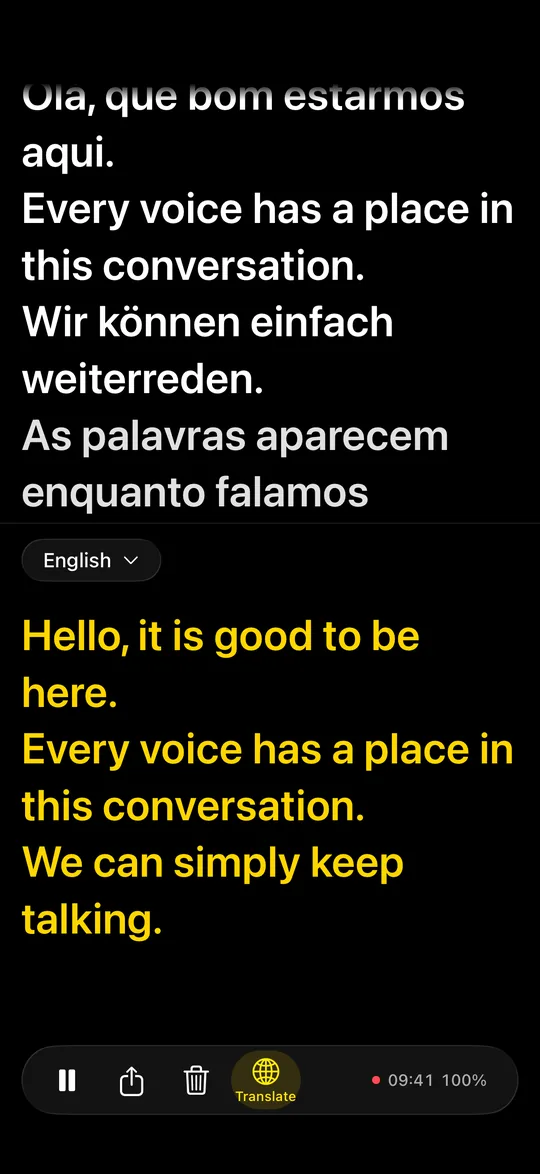 Olá, que bom estarmos
aqui.
Every voice has a place in
this conversation.
Wir können einfach
weiterreden.
As palavras aparecem
enquanto falamos
English
Hello, it is good to be
here.
Every voice has a place in
this conversation.
We can simply keep
talking.
Translate
09:41 100%